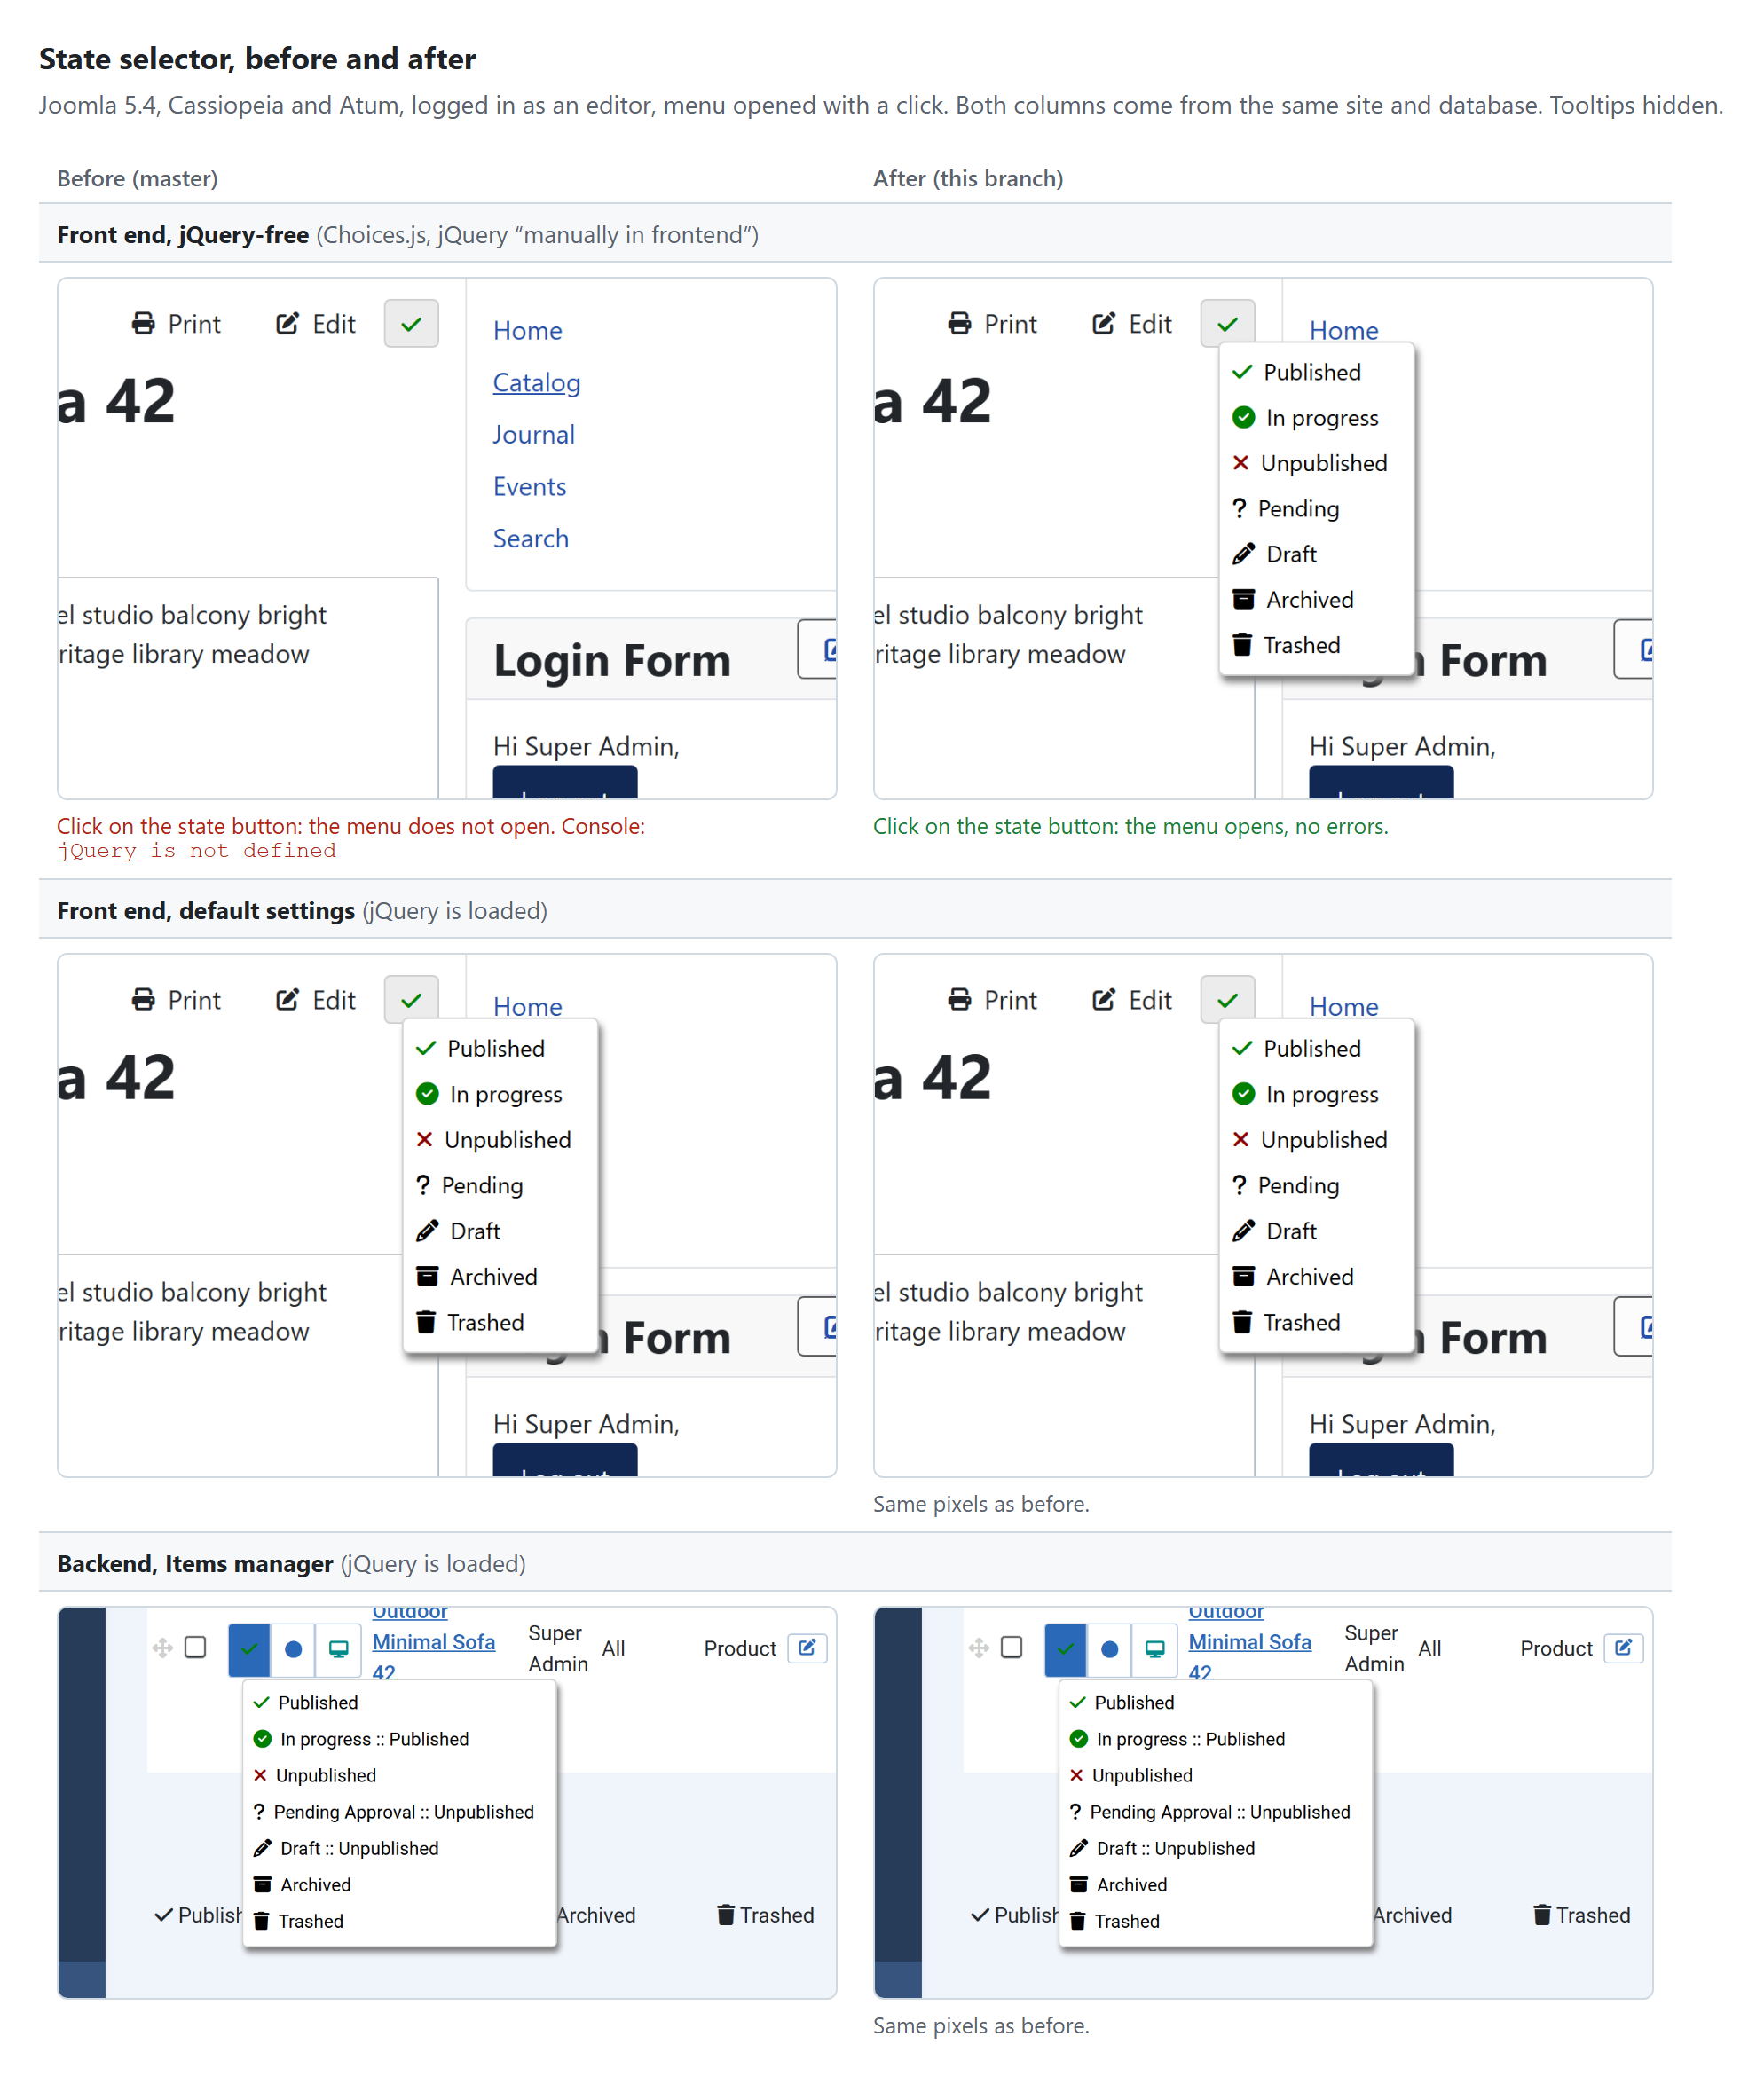 State selector, before and after
Joomla 5.4, Cassiopeia and Atum, logged in as an editor, menu opened with a click. Both columns come from the same site and database. Tooltips hidden.
Before (master)
After (this branch)
Front end, jQuery-free (Choices.js, jQuery “manually in frontend”)
Print Edit
Home
a 42
Catalog
Journal
Events
Search
el studio balcony bright
ritage library meadow
Login Form
Hi Super Admin,
Log out
Click on the state button: the menu does not open. Console:
jQuery is not defined
Print Edit
Home
a 42
Published
In progress
Unpublished
Pending
Draft
Archived
Trashed
el studio balcony bright
ritage library meadow
Form
Hi Super Admin,
Log out
Click on the state button: the menu opens, no errors.
Front end, default settings (jQuery is loaded)
Print Edit
Home
a 42
Published
In progress
Unpublished
Pending
Draft
Archived
Trashed
el studio balcony bright
ritage library meadow
Form
Hi Super Admin,
Log out
Print Edit
Home
a 42
Published
In progress
Unpublished
Pending
Draft
Archived
Trashed
el studio balcony bright
ritage library meadow
Form
Hi Super Admin,
Log out
Same pixels as before.
Backend, Items manager (jQuery is loaded)
Outdoor
Minimal Sofa
42
Super
Admin
All
Product
Published
In progress :: Published
Unpublished
Pending Approval :: Unpublished
Draft :: Unpublished
Archived
Trashed
Publish
Archived
Trashed
Outdoor
Minimal Sofa
42
Super
Admin
All
Product
Published
In progress :: Published
Unpublished
Pending Approval :: Unpublished
Draft :: Unpublished
Archived
Trashed
Publish
Archived
Trashed
Same pixels as before.